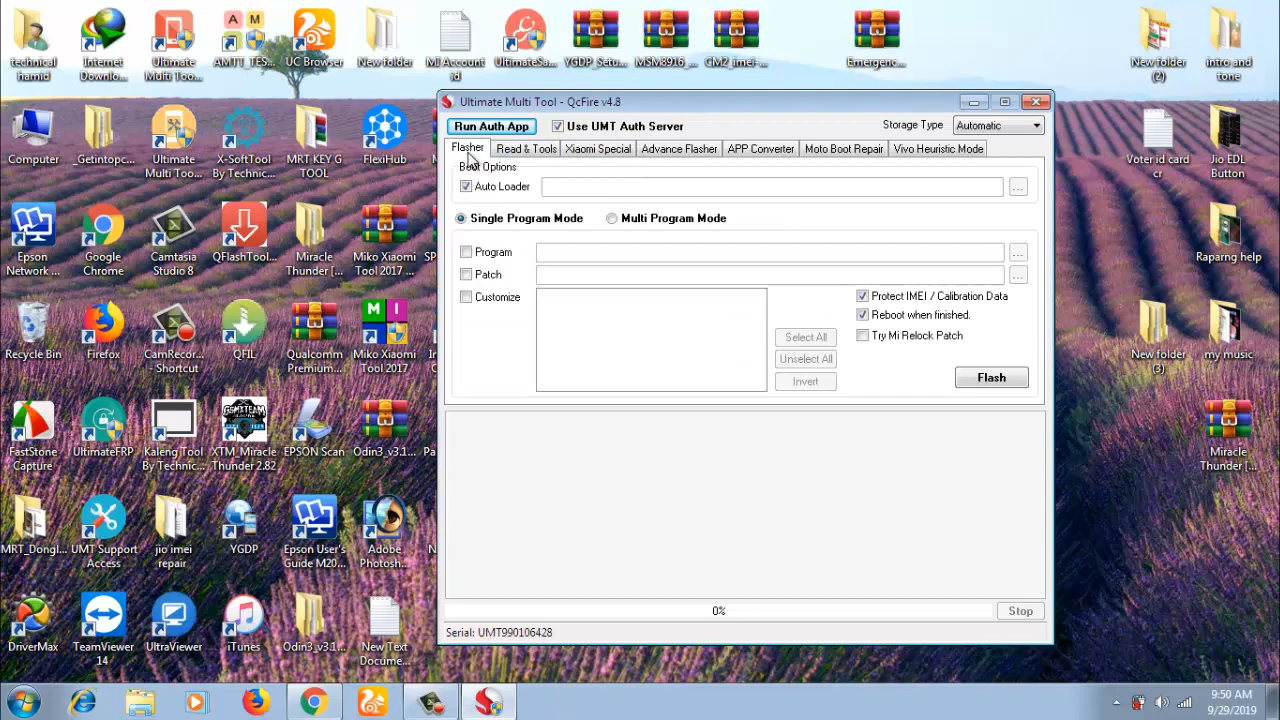 technical
hamid
Internet
Downlo...
Ultimate
Multi Too...
A M
AMTT_TES...
UC Browser
New folder
MI Account
id
UltimateSa...
YGDP_Setu...
MSM8916_...
CM2_imei-...
Emergenc...
New folder
(2)
intro and
tone
Computer
_Getintopc...
Ultimate
Multi Too...
X-SoftTool
By Technic...
MRT KEY G
TOOL
FlexiHub
Voter id card
cr
Jio EDL
Button
Epson
Network ...
Google
Chrome
Camtasia
Studio 8
QFlashTool...
Miracle
Thunder [...
Miko Xiaomi
Tool 2017 ...
Raparng help
Recycle Bin
Firefox
CamRecor...
- Shortcut
QFIL
Qualcomm
Premium...
M I
Miko Xiaomi
Tool 2017
New folder
(3)
my music
FastStone
Capture
UltimateFRP
Kaleng Tool
By Technic...
GSMXTEAM
XTM_Miracle
Thunder 2.82
EPSON Scan
Odin3_v3.1...
Miracle
Thunder [...
MRT_Dongl...
UMT Support
Access
jio imei
repair
YGDP
Epson User's
Guide M20...
Adobe
Photosh...
DriverMax
TeamViewer
14
UltraViewer
iTunes
Odin3_v3.1...
New Text
Docume...
Ultimate Multi Tool - QcFire v4.8
Run Auth App
Use UMT Auth Server
Storage Type
Automatic
Flasher
Read & Tools
Xiaomi Special
Advance Flasher
APP Converter
Moto Boot Repair
Vivo Heuristic Mode
Boot Options
Auto Loader
...
Single Program Mode
Multi Program Mode
Program
...
Patch
...
Customize
Protect IMEI / Calibration Data
Reboot when finished.
Try Mi Relock Patch
Select All
Unselect All
Invert
Flash
0%
Stop
Serial: UMT990106428
9:50 AM
9/29/2019